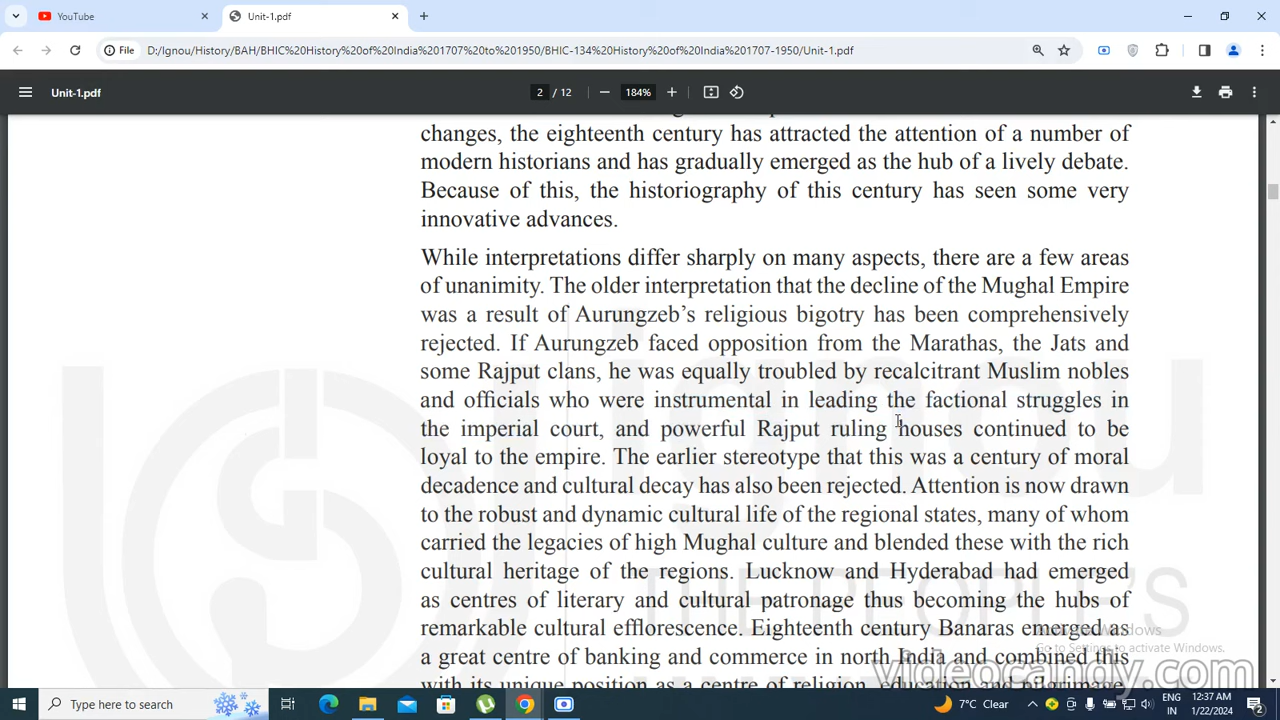 YouTube
Unit-1.pdf
File
D:/Ignou/History/BAH/BHIC%20History%20of%20India%201707%20to%201950/BHIC-134%20History%20of%20India%201707-1950/Unit-1.pdf
Unit-1.pdf
2 / 12
184%
changes, the eighteenth century has attracted the attention of a number of
modern historians and has gradually emerged as the hub of a lively debate.
Because of this, the historiography of this century has seen some very
innovative advances.
While interpretations differ sharply on many aspects, there are a few areas
of unanimity. The older interpretation that the decline of the Mughal Empire
was a result of Aurungzeb’s religious bigotry has been comprehensively
rejected. If Aurungzeb faced opposition from the Marathas, the Jats and
some Rajput clans, he was equally troubled by recalcitrant Muslim nobles
and officials who were instrumental in leading the factional struggles in
the imperial court, and powerful Rajput ruling houses continued to be
loyal to the empire. The earlier stereotype that this was a century of moral
decadence and cultural decay has also been rejected. Attention is now drawn
to the robust and dynamic cultural life of the regional states, many of whom
carried the legacies of high Mughal culture and blended these with the rich
cultural heritage of the regions. Lucknow and Hyderabad had emerged
as centres of literary and cultural patronage thus becoming the hubs of
remarkable cultural efflorescence. Eighteenth century Banaras emerged as
a great centre of banking and commerce in north India and combined this
with its unique position as a centre of religion, education and pilgrimage.
ignou
THE PEOPLE'S
Activate Windows
Go to Settings to activate Windows.
videocaddy.com
Type here to search
7°C Clear
ENG
IN
12:37 AM
1/22/2024
2